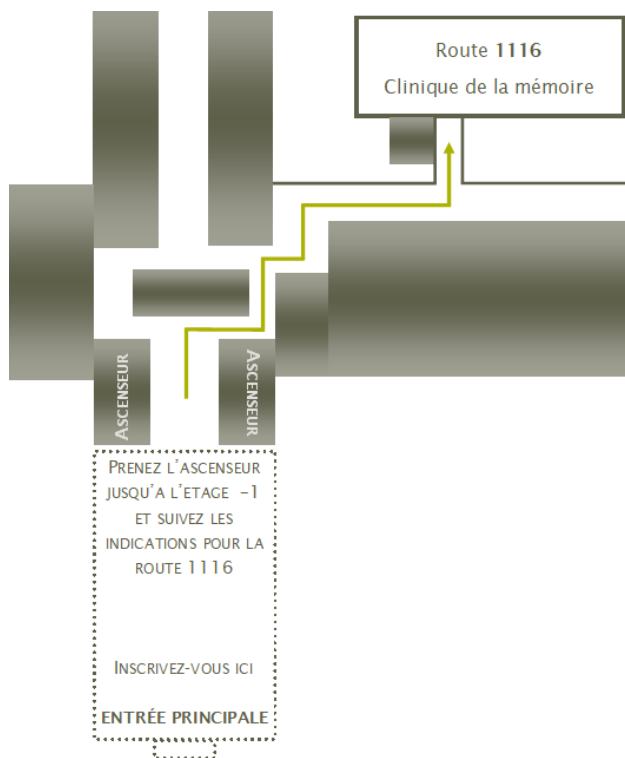 Route 1116
Clinique de la mémoire
ASCENSEUR
ASCENSEUR
PRENEZ L'ASCENSEUR
JUSQU'A L'ETAGE -1
ET SUIVEZ LES
INDICATIONS POUR LA
ROUTE 1116
INSCRIVEZ-VOUS ICI
ENTRÉE PRINCIPALE